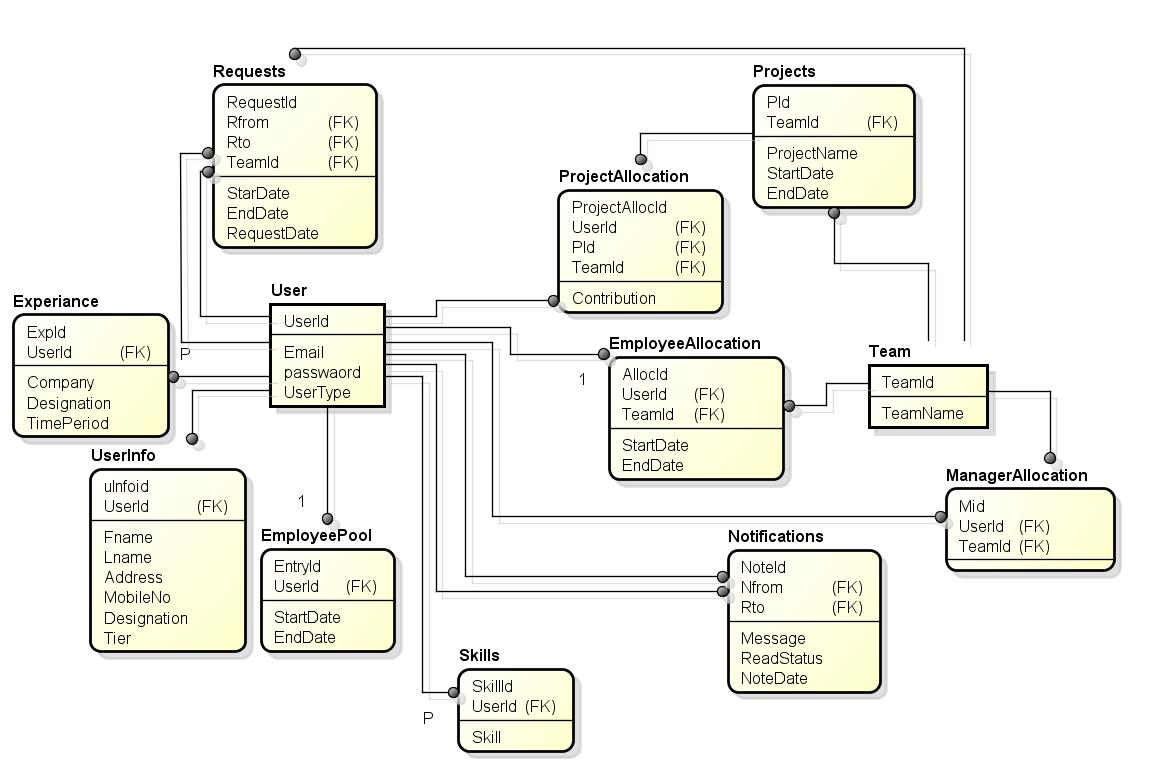 Requests
RequestId
Rfrom (FK)
Rto (FK)
TeamId (FK)
StarDate
EndDate
RequestDate
Projects
PId
TeamId (FK)
ProjectName
StartDate
EndDate
ProjectAllocation
ProjectAllocId
UserId (FK)
PId (FK)
TeamId (FK)
Contribution
Experiance
ExpId
UserId (FK)
Company
Designation
TimePeriod
P
User
UserId
Email
passwaord
UserType
EmployeeAllocation
AllocId
UserId (FK)
TeamId (FK)
StartDate
EndDate
1
Team
TeamId
TeamName
UserInfo
uInfoid
UserId (FK)
Fname
Lname
Address
MobileNo
Designation
Tier
1
EmployeePool
EntryId
UserId (FK)
StartDate
EndDate
ManagerAllocation
Mid
UserId (FK)
TeamId (FK)
Notifications
NoteId
Nfrom (FK)
Rto (FK)
Message
ReadStatus
NoteDate
Skills
SkillId
UserId (FK)
Skill
P